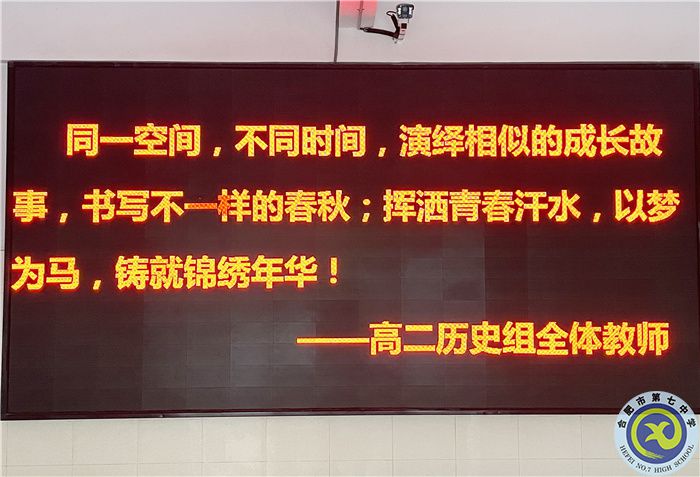 同一空间，不同时间，演绎相似的成长故
事，书写不一样的春秋；挥洒青春汗水，以梦
为马，铸就锦绣年华！
——高二历史组全体教师
合肥市第七中学
HEFEI NO.7 HIGH SCHOOL